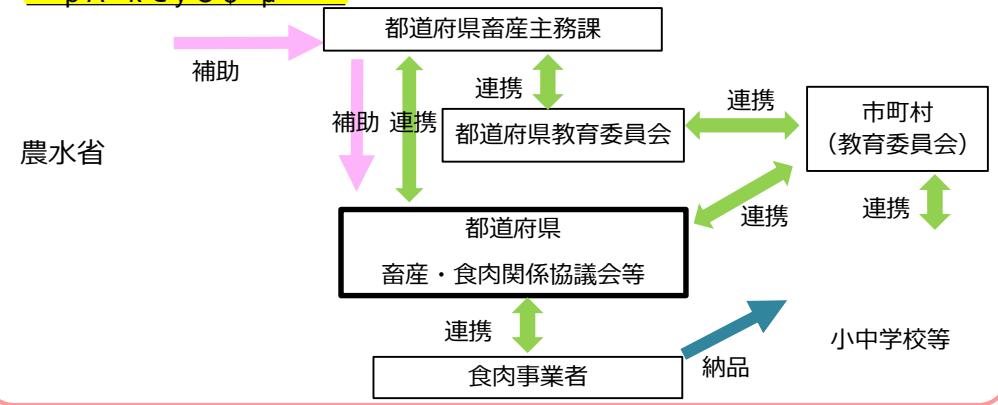 都道府県畜産主務課
補助
連携
補助
連携
連携
都道府県教育委員会
市町村
（教育委員会）
農水省
連携
連携
都道府県
畜産・食肉関係協議会等
連携
小中学校等
納品
食肉事業者